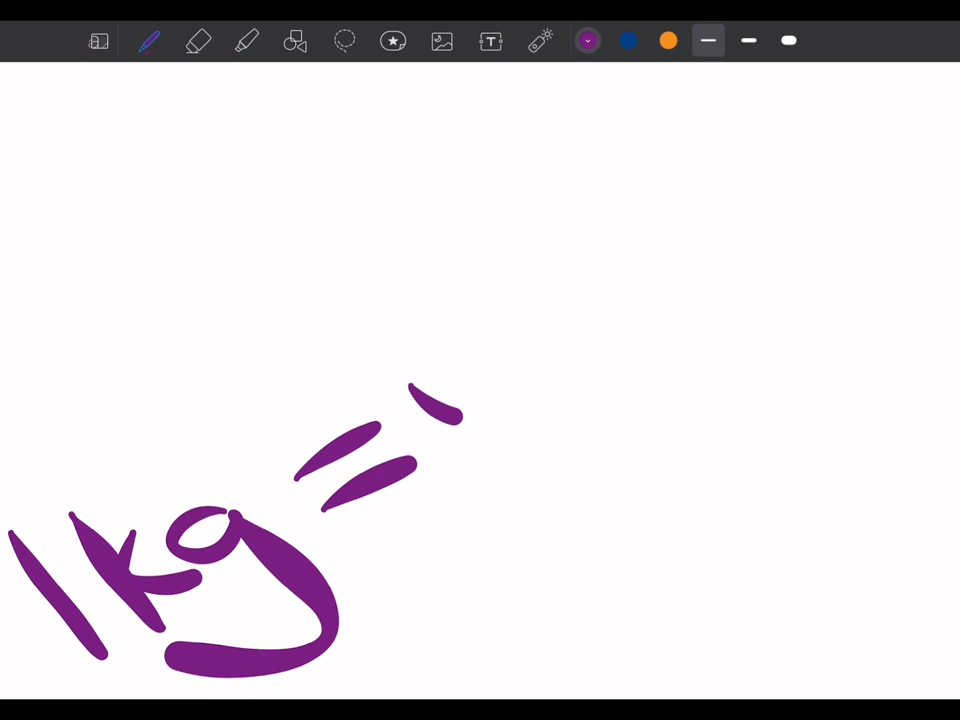 1kg =